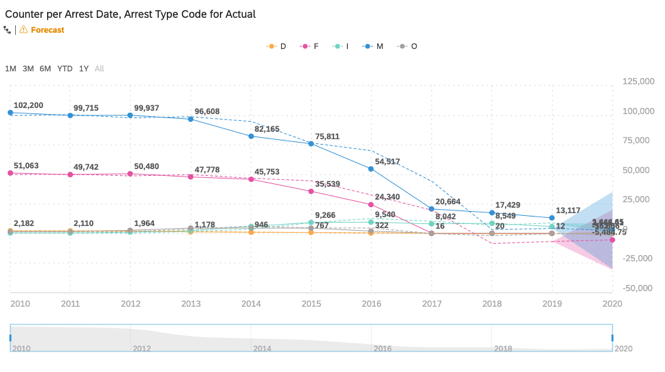 Counter per Arrest Date, Arrest Type Code for Actual
Forecast
D F I M O
1M 3M 6M YTD 1Y All
125,000
100,000
75,000
50,000
25,000
0
-25,000
-50,000
102,200 99,715 99,937 96,608 82,165 75,811 54,517 20,664 17,429 13,117
51,063 49,742 50,480 47,778 45,753 35,539 24,340 8,042 8,549
9,266 9,540
2,182 2,110 1,964 1,178 946 767 322 16 20 12
-5,484.75
2010 2011 2012 2013 2014 2015 2016 2017 2018 2019 2020
2010 2012 2014 2016 2018 2020